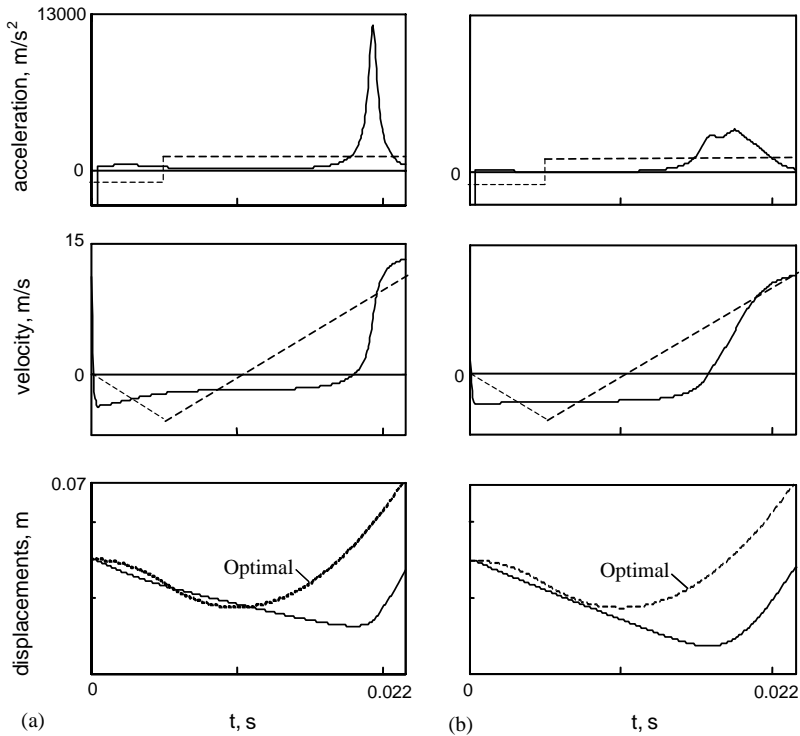 13000
acceleration, m/s²
0
0
15
velocity, m/s
0
0
0.07
displacements, m
Optimal
Optimal
0
0.022
0
0.022
(a)
t, s
(b)
t, s